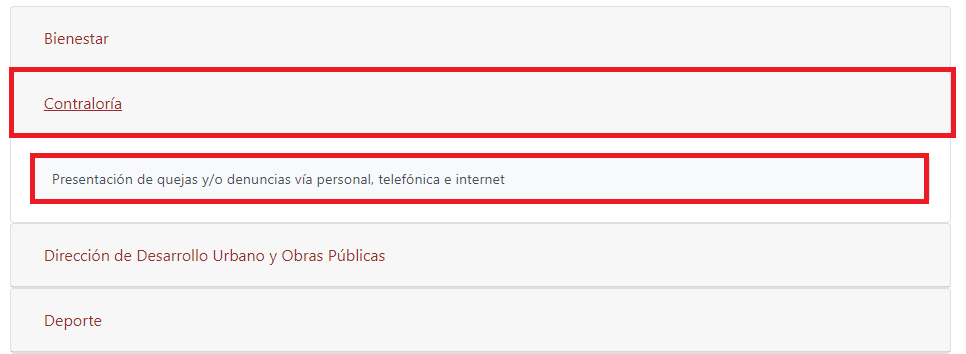 Bienestar
Contraloría
Presentación de quejas y/o denuncias vía personal, telefónica e internet
Dirección de Desarrollo Urbano y Obras Públicas
Deporte